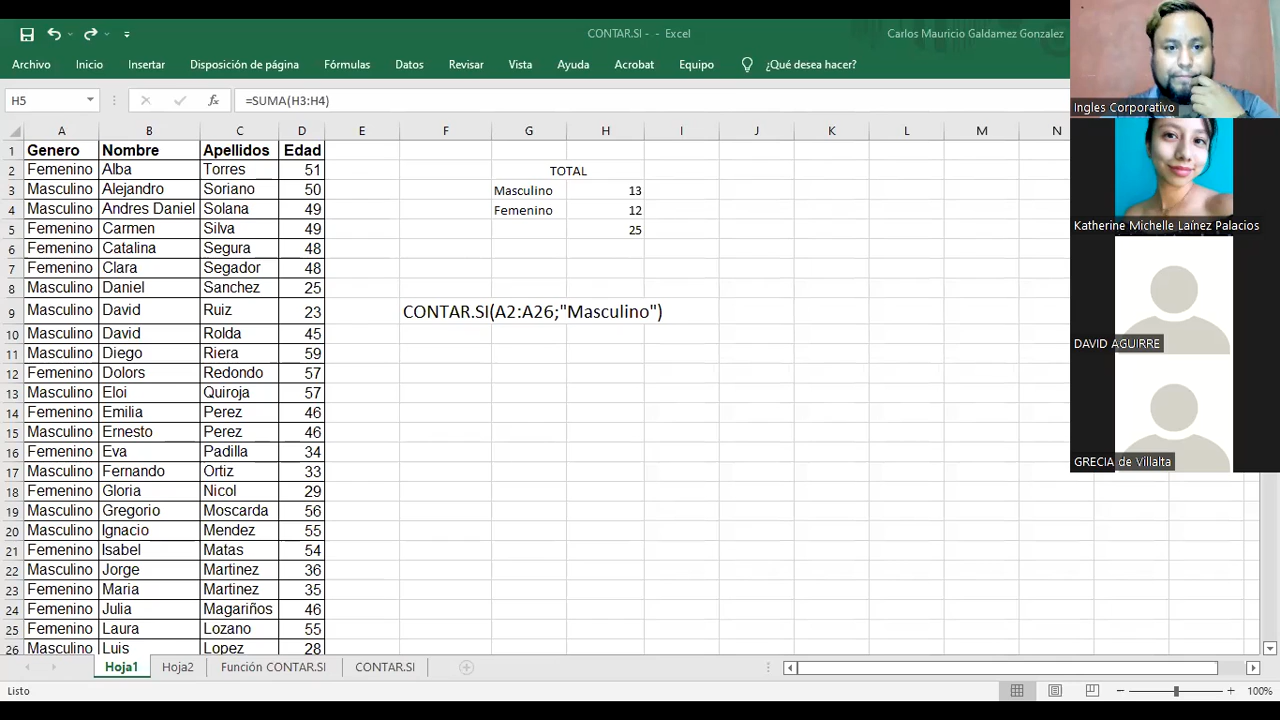 CONTAR.SI - - Excel
Carlos Mauricio Galdamez Gonzalez
Archivo Inicio Insertar Disposición de página Fórmulas Datos Revisar Vista Ayuda Acrobat Equipo ¿Qué desea hacer?
H5 fx =SUMA(H3:H4)
A B C D E F G H I J K L M N
1 Genero Nombre Apellidos Edad
2 Femenino Alba Torres 51 TOTAL
3 Masculino Alejandro Soriano 50 Masculino 13
4 Masculino Andres Daniel Solana 49 Femenino 12
5 Femenino Carmen Silva 49 25
6 Femenino Catalina Segura 48
7 Femenino Clara Segador 48
8 Masculino Daniel Sanchez 25
9 Masculino David Ruiz 23 CONTAR.SI(A2:A26;"Masculino")
10 Masculino David Rolda 45
11 Masculino Diego Riera 59
12 Femenino Dolors Redondo 57
13 Masculino Eloi Quiroja 57
14 Femenino Emilia Perez 46
15 Masculino Ernesto Perez 46
16 Femenino Eva Padilla 34
17 Masculino Fernando Ortiz 33
18 Femenino Gloria Nicol 29
19 Masculino Gregorio Moscarda 56
20 Masculino Ignacio Mendez 55
21 Femenino Isabel Matas 54
22 Masculino Jorge Martinez 36
23 Femenino Maria Martinez 35
24 Femenino Julia Magariños 46
25 Femenino Laura Lozano 55
26 Masculino Luis Lopez 28
Hoja1 Hoja2 Función CONTAR.SI CONTAR.SI
Listo 100%
Ingles Corporativo
Katherine Michelle Laínez Palacios
DAVID AGUIRRE
GRECIA de Villalta